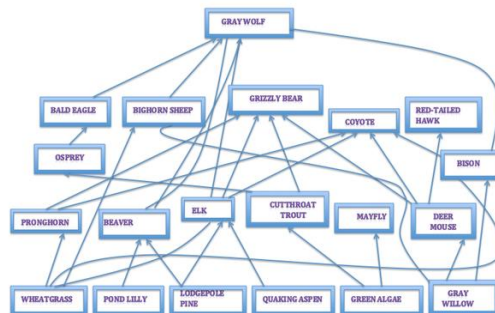 GRAY WOLF
BALD EAGLE
BIGHORN SHEEP
GRIZZLY BEAR
COYOTE
RED-TAILED
HAWK
OSPREY
BISON
PRONGHORN
BEAVER
ELK
CUTTHROAT
TROUT
MAYFLY
DEER
MOUSE
WHEATGRASS
POND LILLY
LODGEPOLE
PINE
QUAKING ASPEN
GREEN ALGAE
GRAY
WILLOW